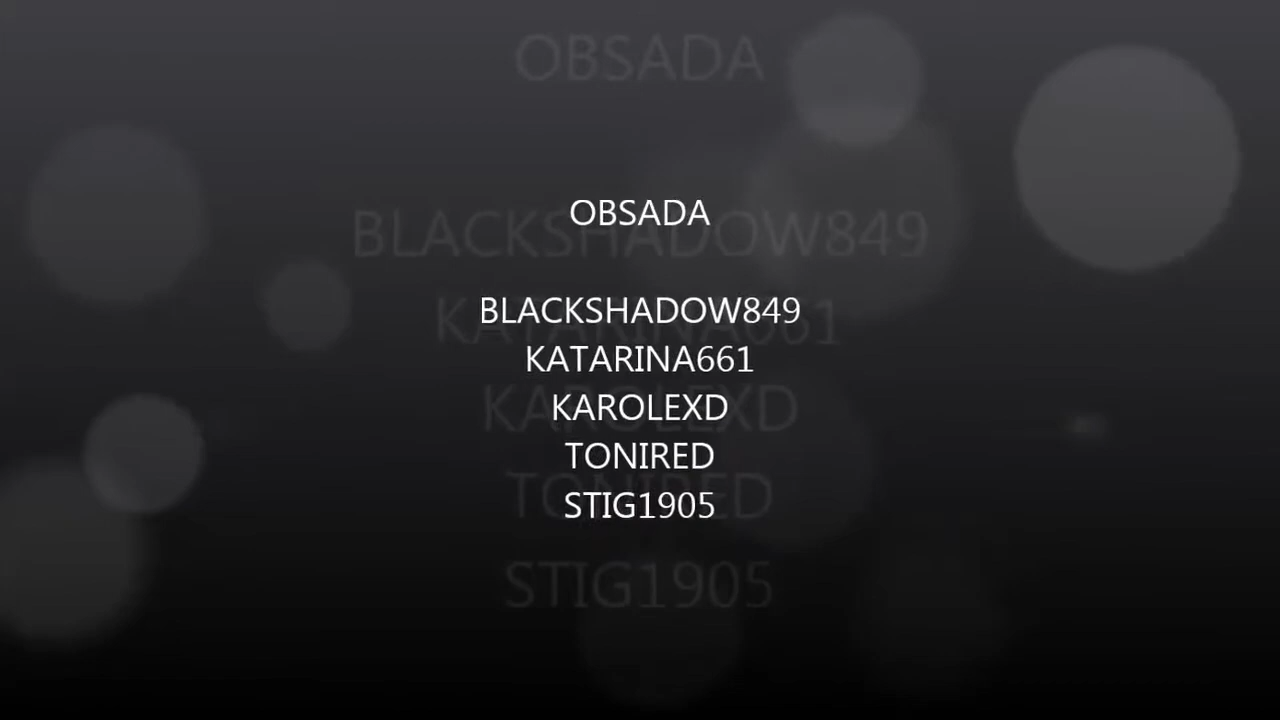 OBSADA
BLACKSHADOW849
KATARINA661
KAROLEXD
TONIRED
STIG1905